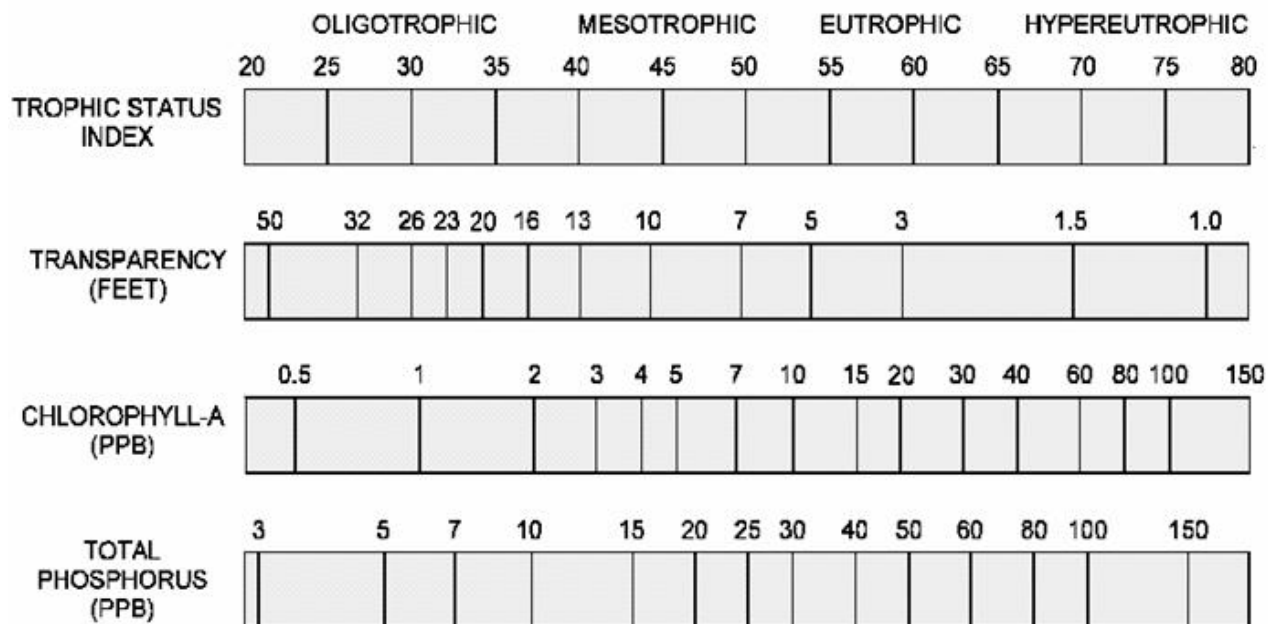 OLIGOTROPHIC MESOTROPHIC EUTROPHIC HYPEREUTROPHIC
20 25 30 35 40 45 50 55 60 65 70 75 80
TROPHIC STATUS
INDEX
50 32 26 23 20 16 13 10 7 5 3 1.5 1.0
TRANSPARENCY
(FEET)
0.5 1 2 3 4 5 7 10 15 20 30 40 60 80 100 150
CHLOROPHYLL-A
(PPB)
3 5 7 10 15 20 25 30 40 50 60 80 100 150
TOTAL
PHOSPHORUS
(PPB)